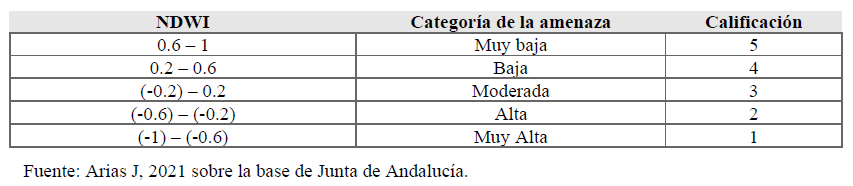 NDWI Categoría de la amenaza Calificación
0.6 – 1 Muy baja 5
0.2 – 0.6 Baja 4
(-0.2) – 0.2 Moderada 3
(-0.6) – (-0.2) Alta 2
(-1) – (-0.6) Muy Alta 1
Fuente: Arias J, 2021 sobre la base de Junta de Andalucía.